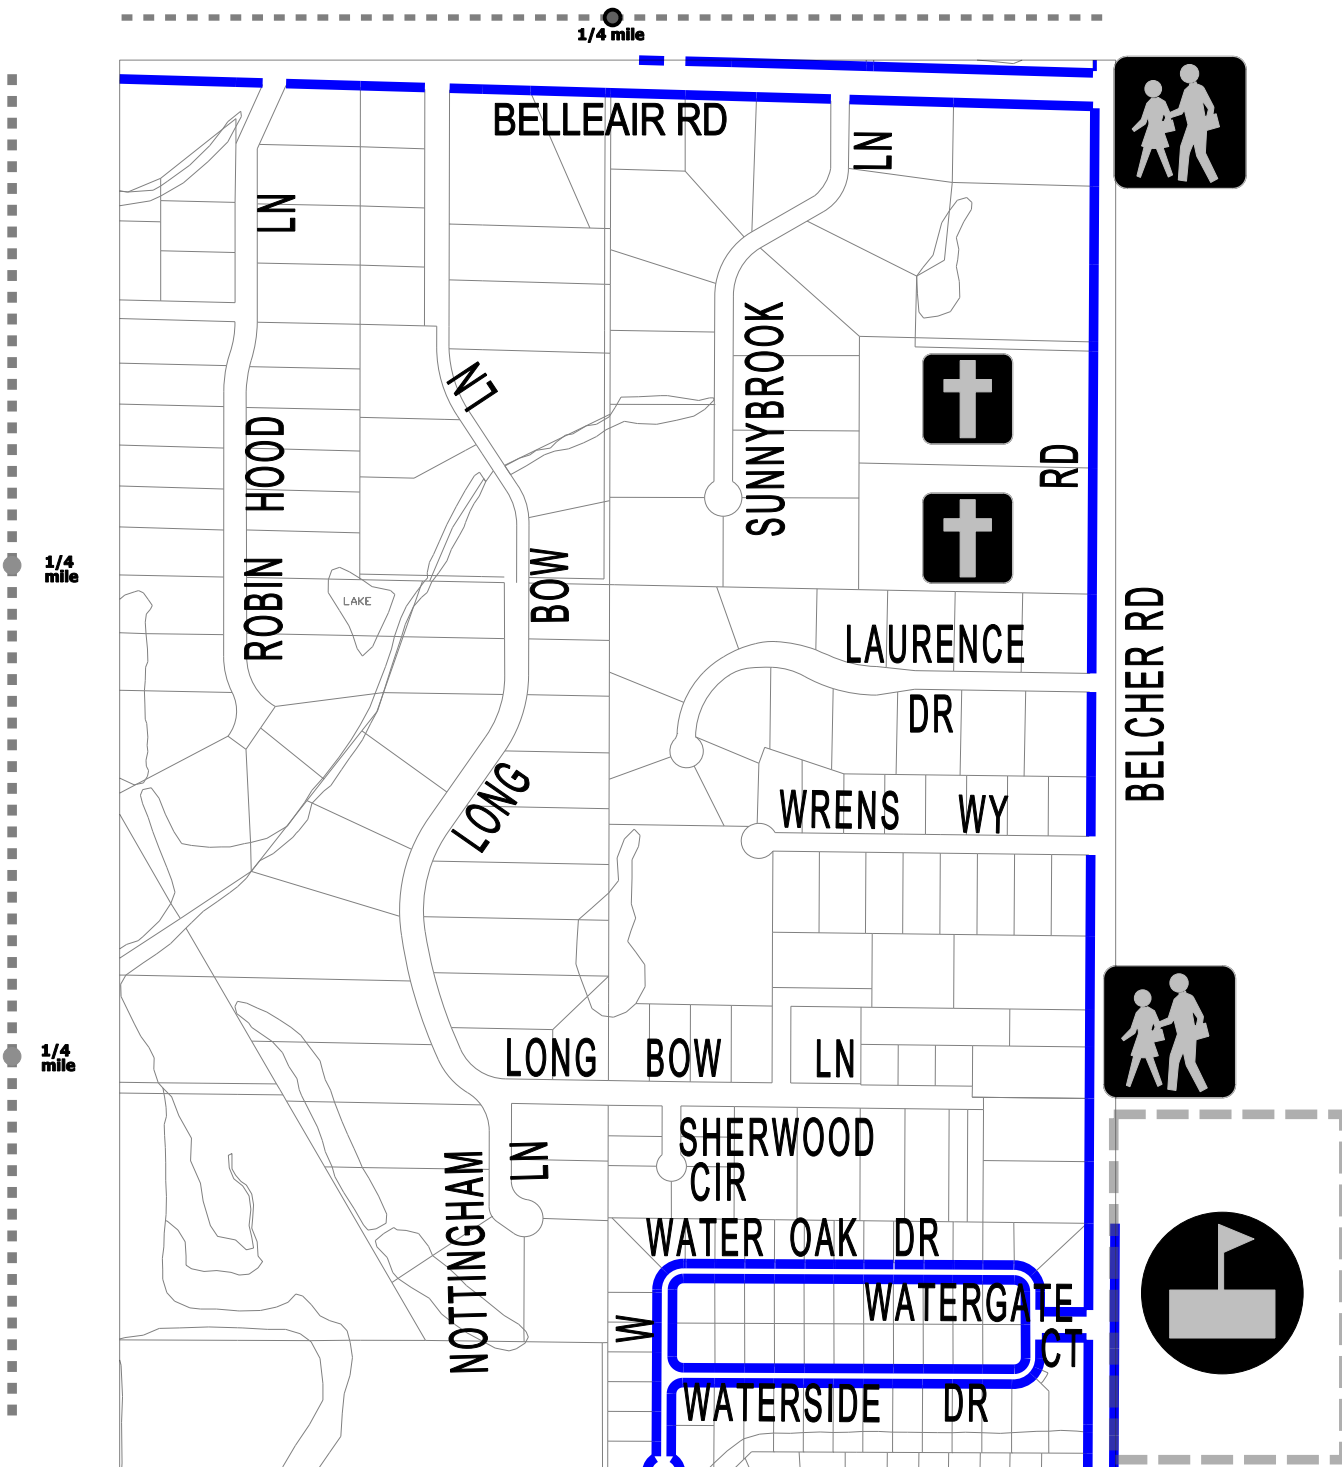 1/4 mile
BELLEAIR RD
LN
LN
SUNNYBROOK
LN
ROBIN HOOD
RD
1/4
mile
LAKE
BOW
BELCHER RD
LAURENCE
DR
LONG
WRENS WY
1/4
mile
LONG BOW LN
SHERWOOD
CIR
NOTTINGHAM
LN
WATER OAK DR
WATERGATE
CT
W
WATERSIDE DR